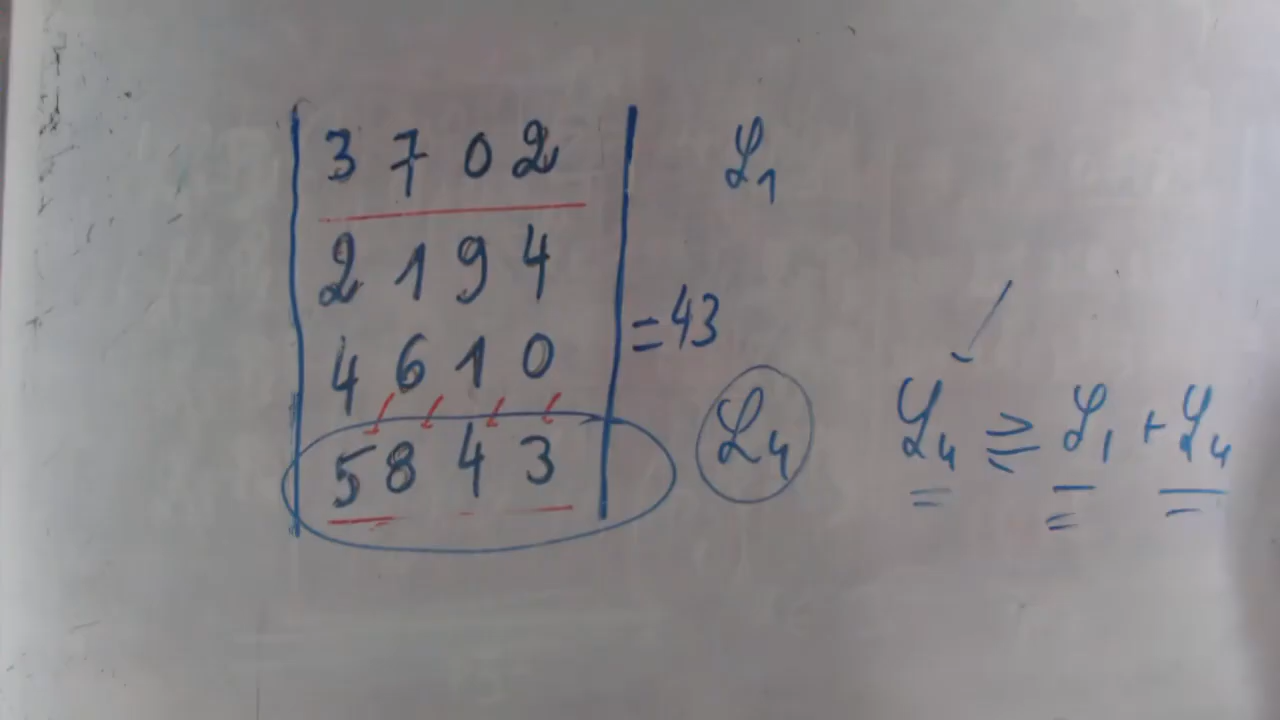 3 7 0 2 L1
2 1 9 4
4 6 1 0 = 43
5 8 4 3 L4 L4 ⩾ L1 + L4